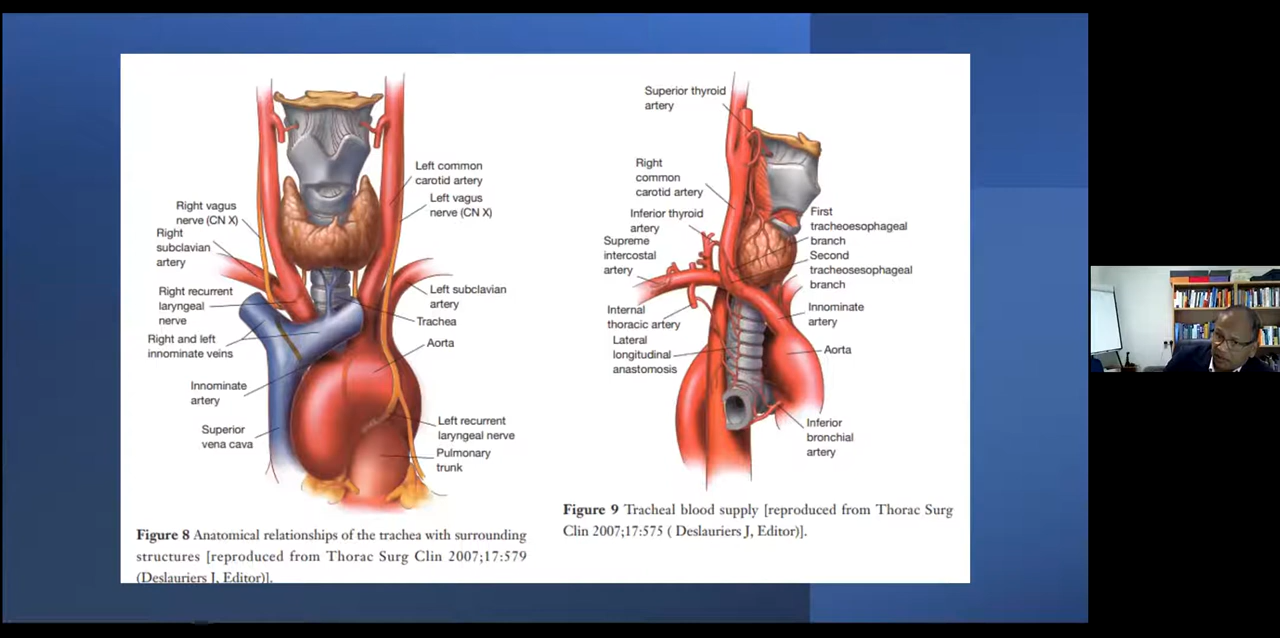 Right vagus
nerve (CN X)
Right
subclavian
artery
Right recurrent
laryngeal
nerve
Right and left
innominate veins
Innominate
artery
Superior
vena cava
Left common
carotid artery
Left vagus
nerve (CN X)
Left subclavian
artery
Trachea
Aorta
Left recurrent
laryngeal nerve
Pulmonary
trunk
Figure 8 Anatomical relationships of the trachea with surrounding
structures [reproduced from Thorac Surg Clin 2007;17:579
(Deslauriers J, Editor)].
Superior thyroid
artery
Right
common
carotid artery
Inferior thyroid
artery
Supreme
intercostal
artery
Internal
thoracic artery
Lateral
longitudinal
anastomosis
First
tracheoesophageal
branch
Second
tracheosesophageal
branch
Innominate
artery
Aorta
Inferior
bronchial
artery
Figure 9 Tracheal blood supply [reproduced from Thorac Surg
Clin 2007;17:575 ( Deslauriers J, Editor)].